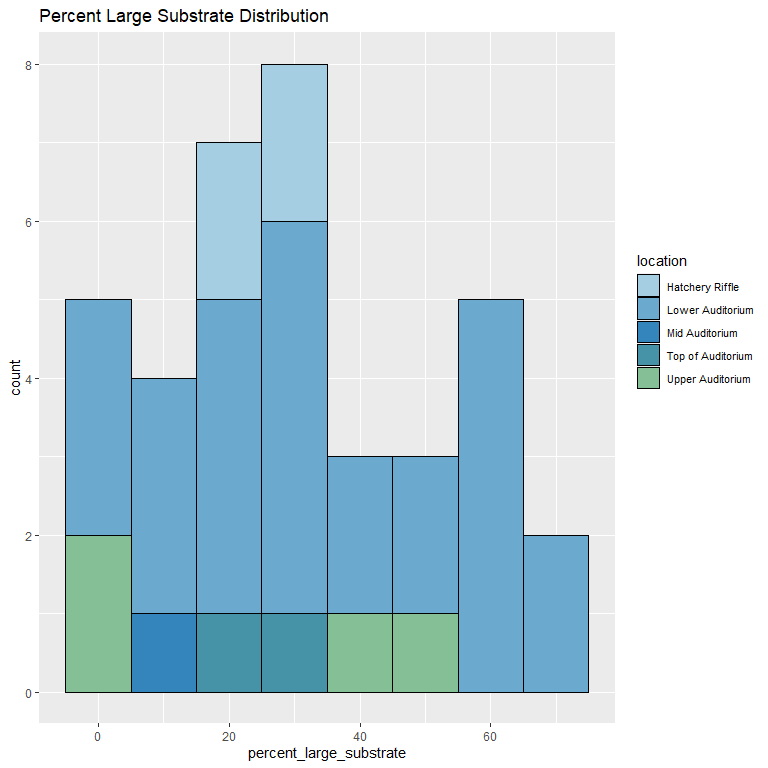 Percent Large Substrate Distribution
8
6
4
2
0
count
0 20 40 60
percent_large_substrate
location
Hatchery Riffle
Lower Auditorium
Mid Auditorium
Top of Auditorium
Upper Auditorium